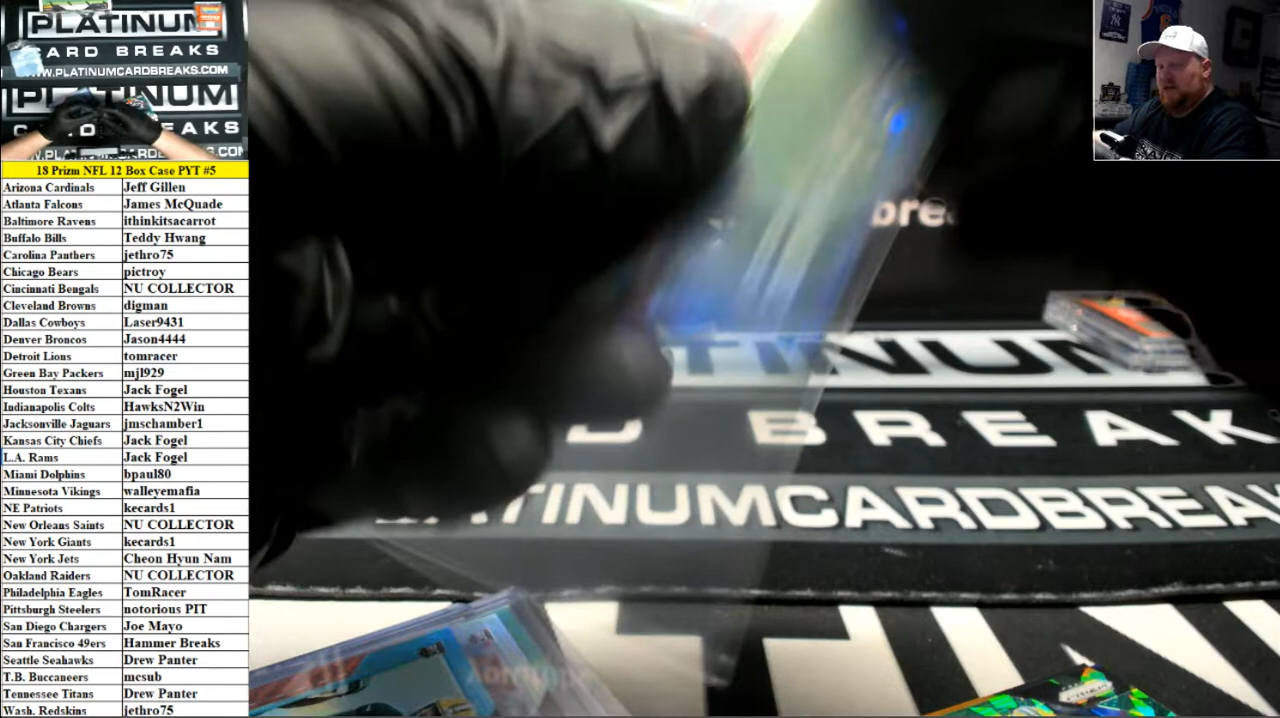 PLATINUM
CARD BREAKS
WWW.PLATINUMCARDBREAKS.COM
PLATINUM
18 Prizm NFL 12 Box Case PYT #5
Arizona Cardinals Jeff Gillen
Atlanta Falcons James McQuade
Baltimore Ravens ithinkitsacarrot
Buffalo Bills Teddy Hwang
Carolina Panthers jethro75
Chicago Bears pictroy
Cincinnati Bengals NU COLLECTOR
Cleveland Browns digman
Dallas Cowboys Laser9431
Denver Broncos Jason4444
Detroit Lions tomracer
Green Bay Packers mjl929
Houston Texans Jack Fogel
Indianapolis Colts HawksN2Win
Jacksonville Jaguars jmschamber1
Kansas City Chiefs Jack Fogel
L.A. Rams Jack Fogel
Miami Dolphins bpaul80
Minnesota Vikings walleyemafia
NE Patriots kecards1
New Orleans Saints NU COLLECTOR
New York Giants kecards1
New York Jets Cheon Hyun Nam
Oakland Raiders NU COLLECTOR
Philadelphia Eagles TomRacer
Pittsburgh Steelers notorious PIT
San Diego Chargers Joe Mayo
San Francisco 49ers Hammer Breaks
Seattle Seahawks Drew Panter
T.B. Buccaneers mcsub
Tennessee Titans Drew Panter
Wash. Redskins jethro75
brea
TINUM
D BREAK
ATINUMCARDBREAK